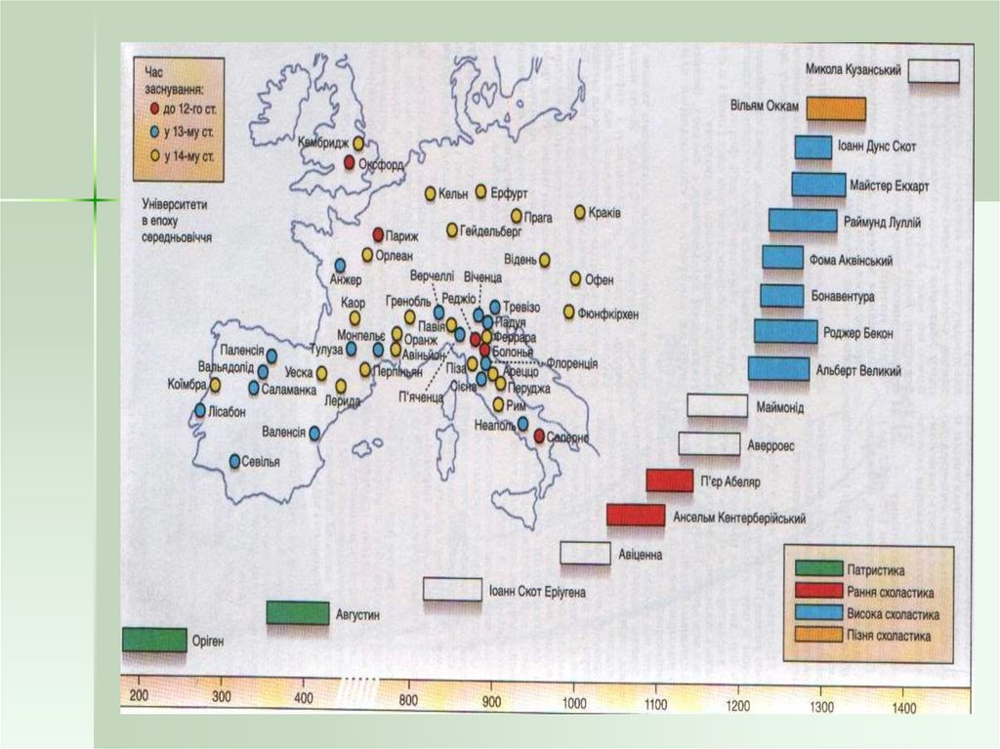 Час
заснування:
до 12-го ст.
у 13-му ст.
у 14-му ст.
Університети
в епоху
середньовіччя
Кембридж
Оксфорд
Кельн
Ерфурт
Прага
Краків
Гейдельберг
Париж
Орлеан
Відень
Анжер
Офен
Верчеллі
Віченца
Каор
Гренобль
Реджіо
Тревізо
Фюнфкірхен
Павія
Падуя
Монпельє
Оранж
Феррара
Паленсія
Тулуза
Авіньйон
Болонья
Вальядолід
Уеска
Перпіньян
Піза
Ареццо
Флоренція
Коїмбра
Саламанка
Лерида
П'яченца
Сієна
Перуджа
Лісабон
Рим
Валенсія
Неаполь
Салерно
Севілья
Микола Кузанський
Вільям Оккам
Іоанн Дунс Скот
Майстер Екхарт
Раймунд Луллій
Фома Аквінський
Бонавентура
Роджер Бекон
Альберт Великий
Маймонід
Аверроес
П'єр Абеляр
Ансельм Кентерберійський
Авіценна
Іоанн Скот Еріугена
Августин
Оріген
Патристика
Рання схоластика
Висока схоластика
Пізня схоластика
200 300 400 800 900 1000 1100 1200 1300 1400